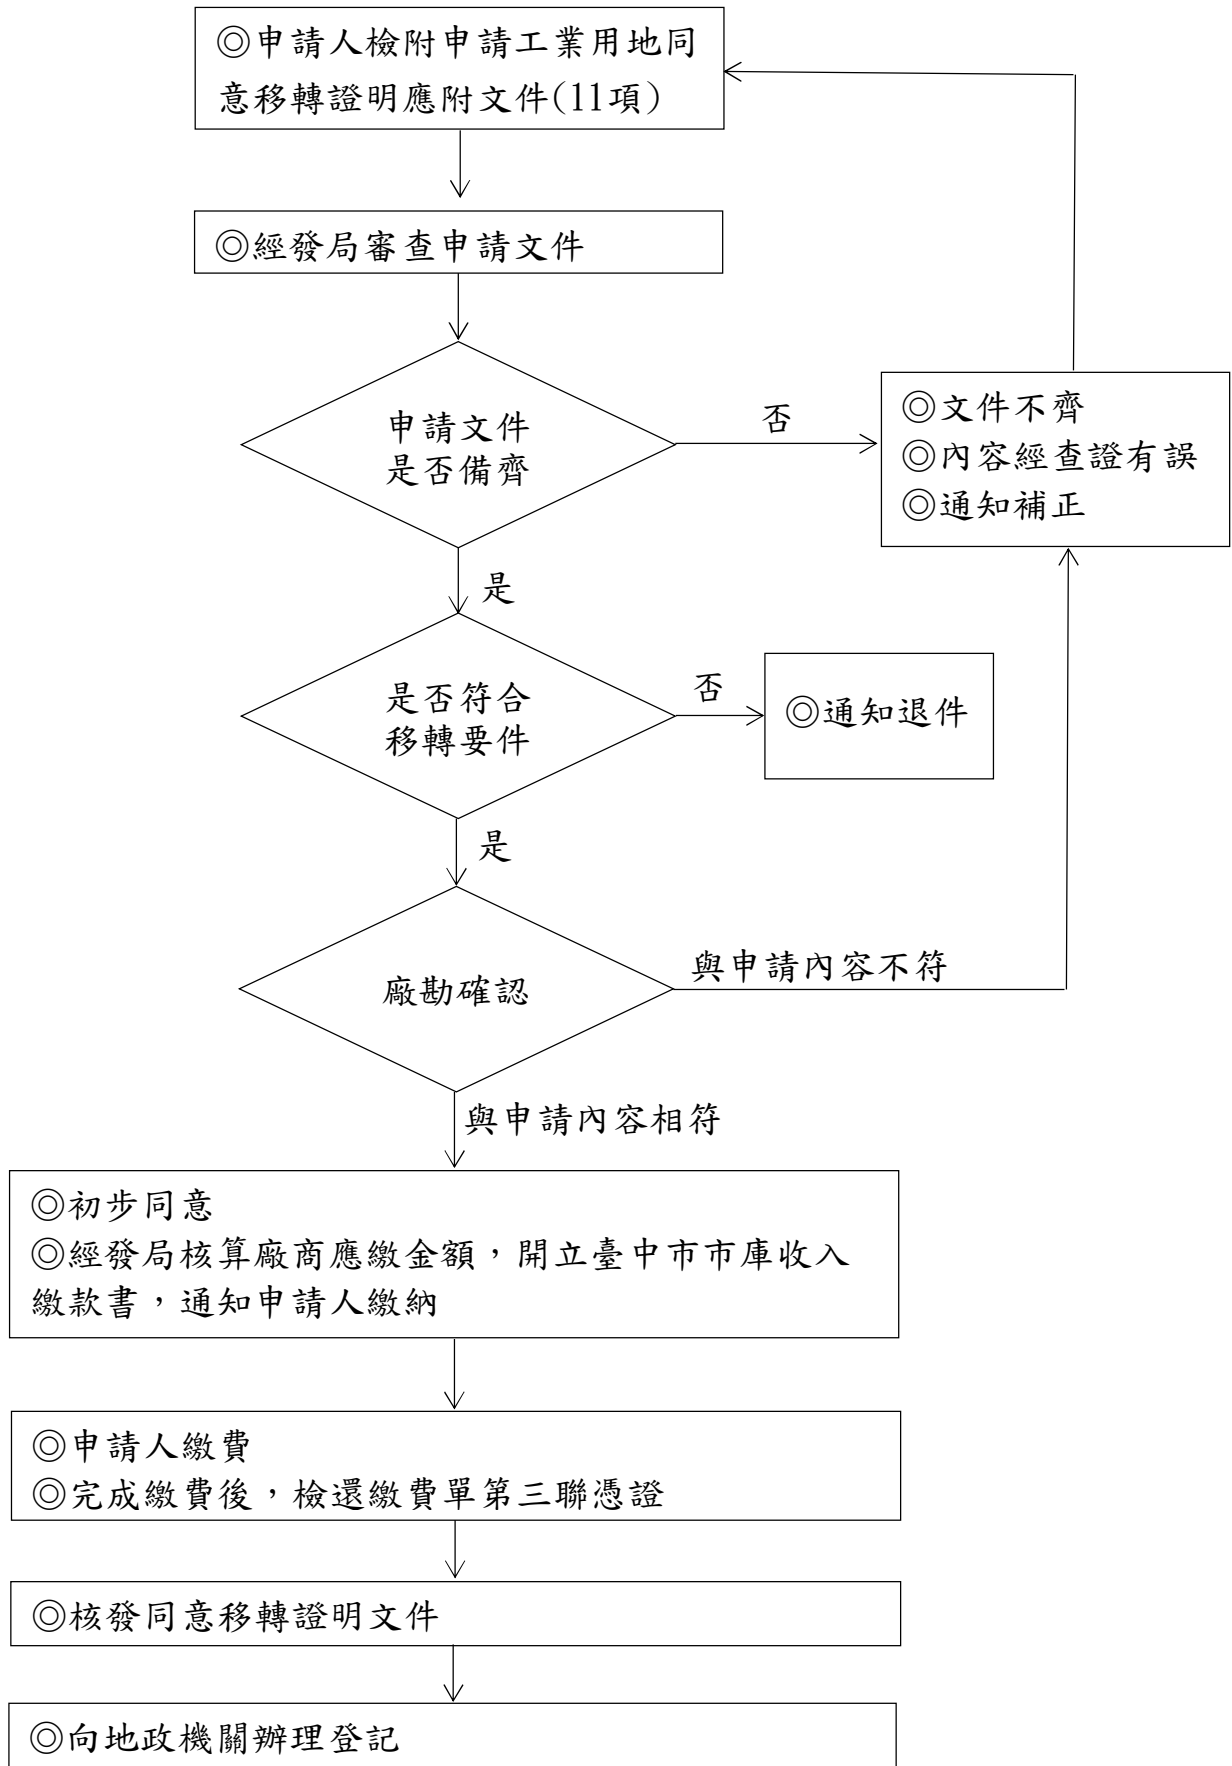 ◎申請人檢附申請工業用地同
意移轉證明應附文件(11項)
◎經發局審查申請文件
申請文件
是否備齊
否
◎文件不齊
◎內容經查證有誤
◎通知補正
是
是否符合
移轉要件
否
◎通知退件
是
廠勘確認
與申請內容不符
與申請內容相符
◎初步同意
◎經發局核算廠商應繳金額，開立臺中市市庫收入
繳款書，通知申請人繳納
◎申請人繳費
◎完成繳費後，檢還繳費單第三聯憑證
◎核發同意移轉證明文件
◎向地政機關辦理登記